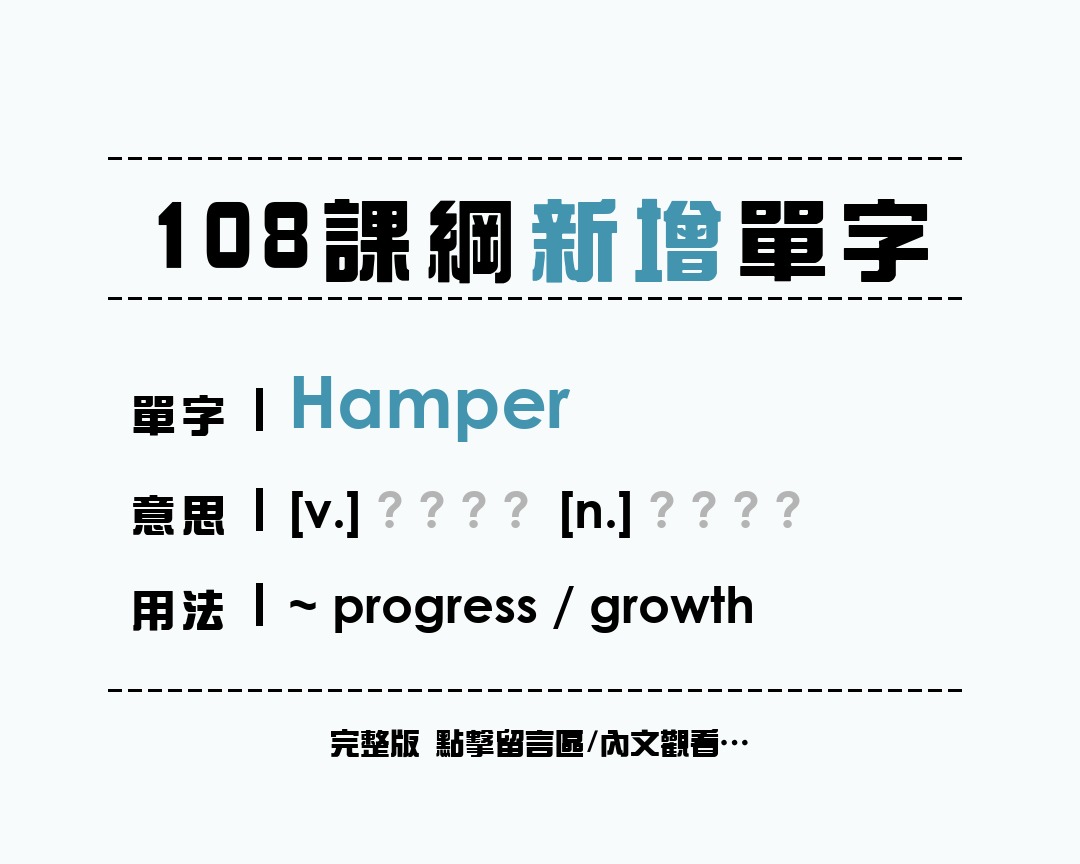 108課綱新增單字
單字 | Hamper
意思 | [v.] ? ? ? ? [n.] ? ? ? ?
用法 | ~ progress / growth
完整版 點擊留言區/內文觀看…